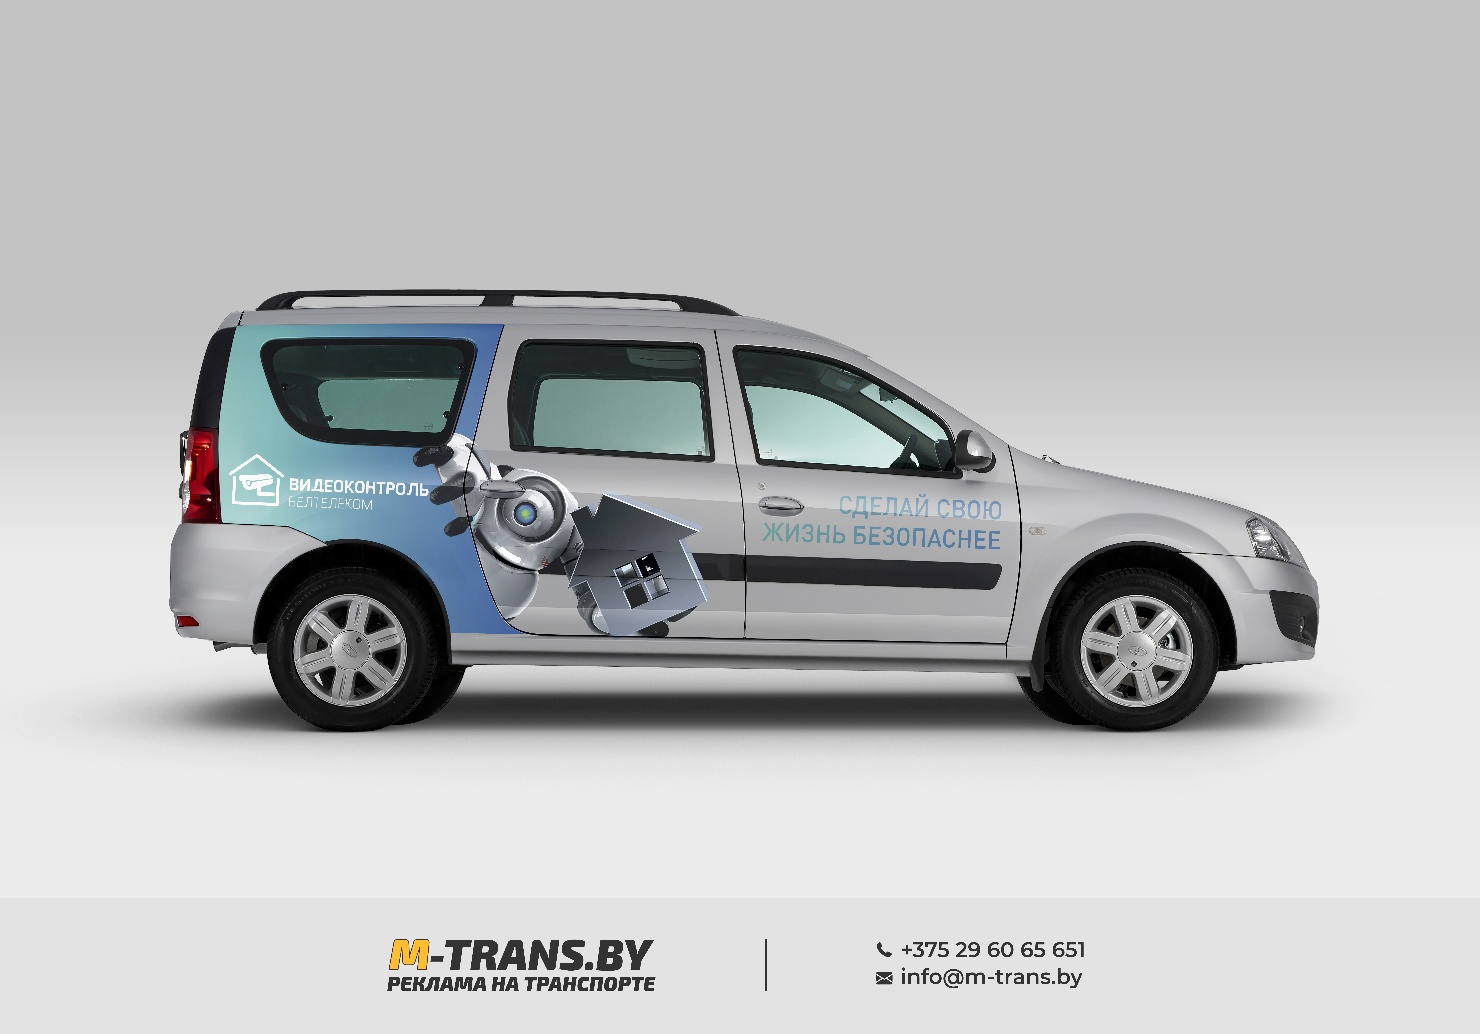 ВИДЕОКОНТРОЛЬ
БЕЛТЕЛЕКОМ
СДЕЛАЙ СВОЮ
ЖИЗНЬ БЕЗОПАСНЕЕ
M-TRANS.BY
РЕКЛАМА НА ТРАНСПОРТЕ
+375 29 60 65 651
info@m-trans.by